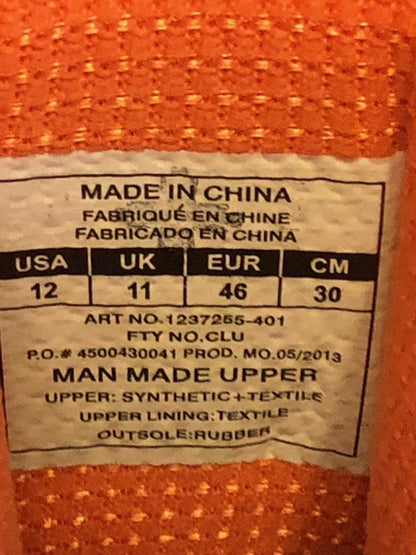 MADE IN CHINA
FABRIQUÉ EN CHINE
FABRICADO EN CHINA
USA UK EUR CM
12 11 46 30
ART NO.1237255-401
FTY NO.CLU
P.O.# 4500430041 PROD. MO.05/2013
MAN MADE UPPER
UPPER: SYNTHETIC+TEXTILE
UPPER LINING:TEXTILE
OUTSOLE:RUBBER